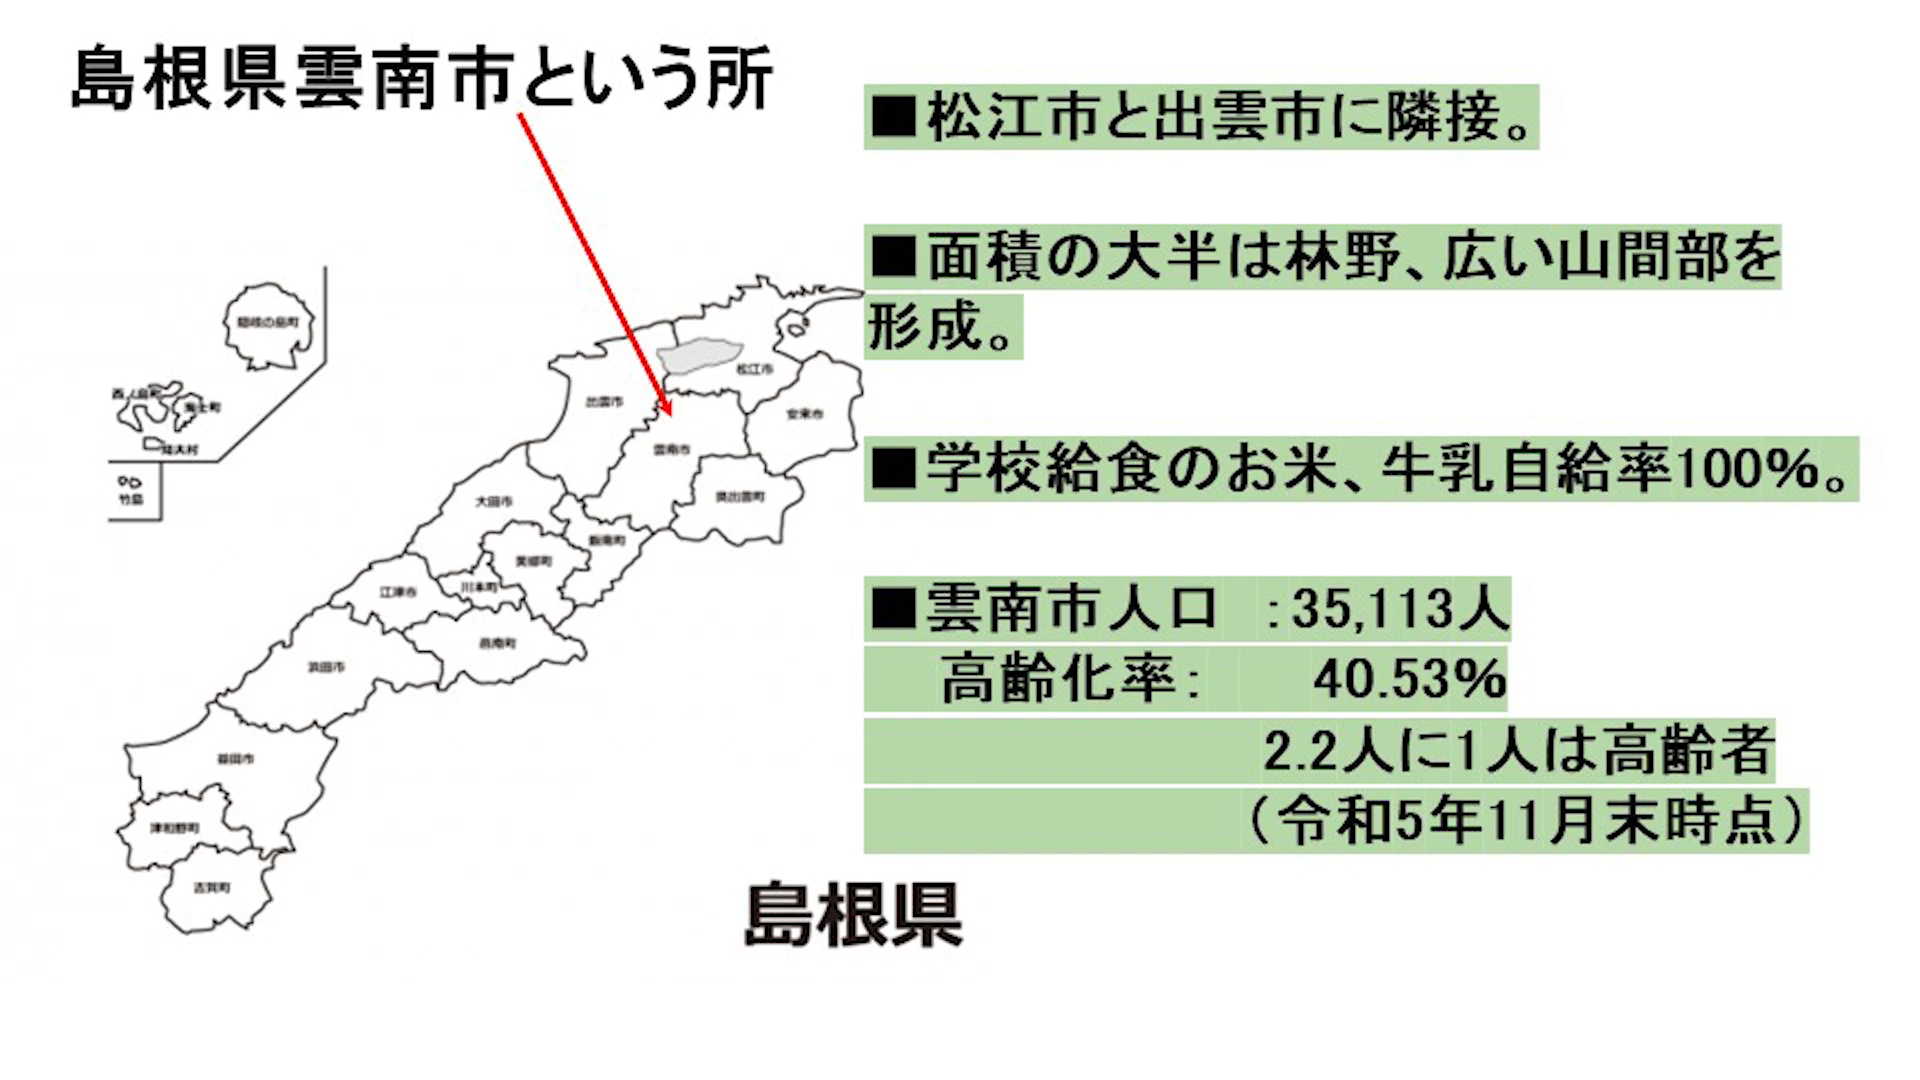 島根県雲南市という所
■松江市と出雲市に隣接。
■面積の大半は林野、広い山間部を
形成。
■学校給食のお米、牛乳自給率100%。
■雲南市人口　：35,113人
高齢化率：　40.53%
2.2人に1人は高齢者
（令和5年11月末時点）
隠岐の島町
西ノ島町
海士町
知夫村
竹島
松江市
出雲市
安来市
雲南市
奥出雲町
大田市
飯南町
美郷町
川本町
江津市
邑南町
浜田市
益田市
津和野町
吉賀町
島根県